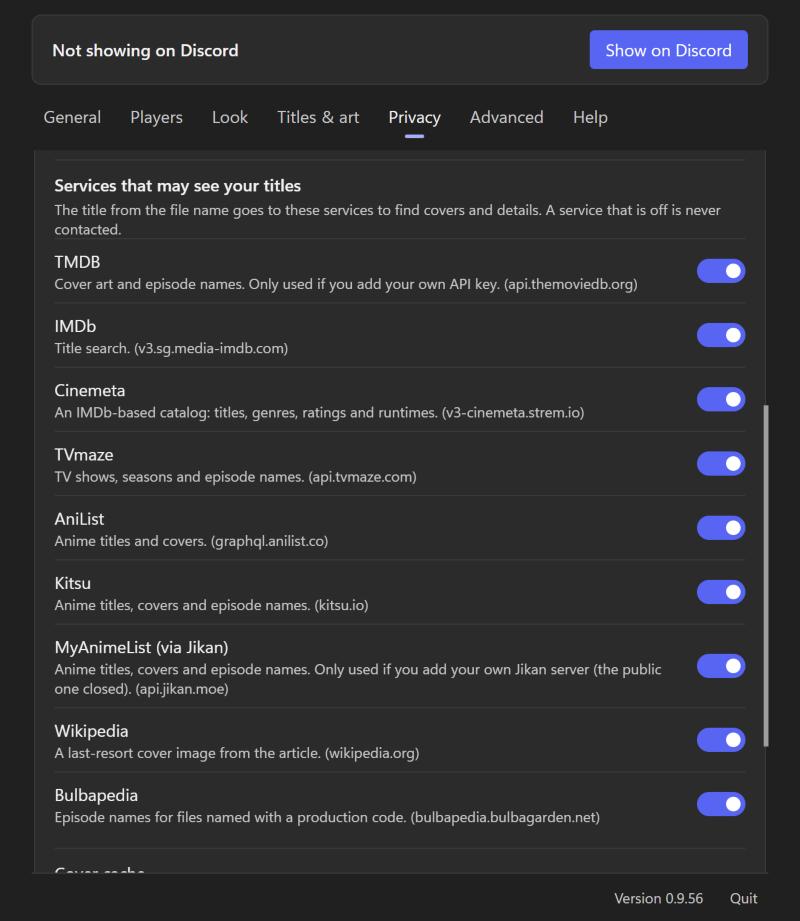 Not showing on Discord
Show on Discord
General Players Look Titles & art Privacy Advanced Help
Services that may see your titles
The title from the file name goes to these services to find covers and details. A service that is off is never
contacted.
TMDB
Cover art and episode names. Only used if you add your own API key. (api.themoviedb.org)
IMDb
Title search. (v3.sg.media-imdb.com)
Cinemeta
An IMDb-based catalog: titles, genres, ratings and runtimes. (v3-cinemeta.strem.io)
TVmaze
TV shows, seasons and episode names. (api.tvmaze.com)
AniList
Anime titles and covers. (graphql.anilist.co)
Kitsu
Anime titles, covers and episode names. (kitsu.io)
MyAnimeList (via Jikan)
Anime titles, covers and episode names. Only used if you add your own Jikan server (the public
one closed). (api.jikan.moe)
Wikipedia
A last-resort cover image from the article. (wikipedia.org)
Bulbapedia
Episode names for files named with a production code. (bulbapedia.bulbagarden.net)
Cover cache
Version 0.9.56 Quit